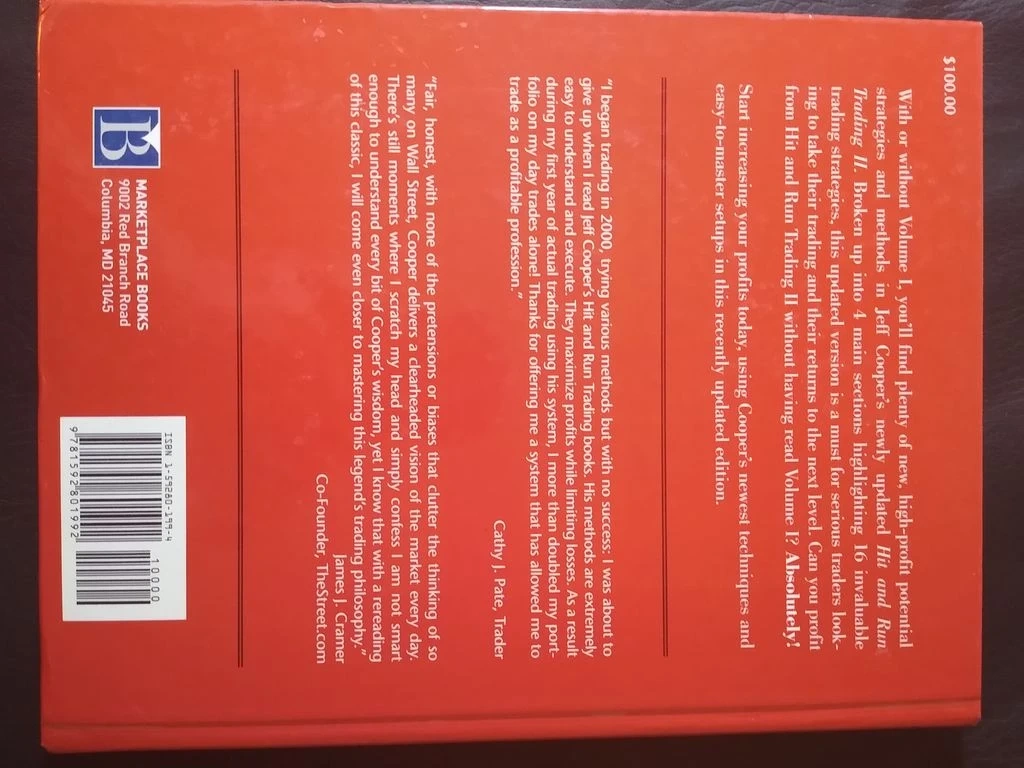 $100.00
With or without Volume I, you'll find plenty of new, high-profit potential
strategies and methods in Jeff Cooper's newly updated Hit and Run
Trading II. Broken up into 4 main sections highligting 16 invaluable
trading strategies, this updated version is a must for serious traders look-
ing to take their trading and their returns to the next level. Can you profit
from Hit and Run Trading II without having read Volume I? Absolutely!
Start increasing your profits today, using Cooper's newest techniques and
easy-to-master setups in this recently updated edition.
"I began trading in 2000, trying various methods but with no success: I was about to
give up when I read Jeff Cooper's Hit and Run Trading books. His methods are extremely
easy to understand and execute. They maximize profits while limiting losses. As a result
during my first year of actual trading using his system, I more than doubled my port-
folio on my day trades alone! Thanks for offering me a system that has allowed me to
trade as a profitable profession."
Cathy J. Pate, Trader
"Fair, honest, with none of the pretensions or biases that clutter the thinking of so
many on Wall Street, Cooper delivers a clearheaded vision of the market every day.
There's still moments where I scratch my head and simply confess: I am not smart
enough to understand every bit of Cooper's wisdom, yet I know that with a rereading
of this classic, I will come even closer to mastering this legend's trading philosophy."
James J. Cramer
Co-Founder, TheStreet.com
B
MARKETPLACE BOOKS
9002 Red Branch Road
Columbia, MD 21045
ISBN 1-59280-199-4
10000
9 781592 801992